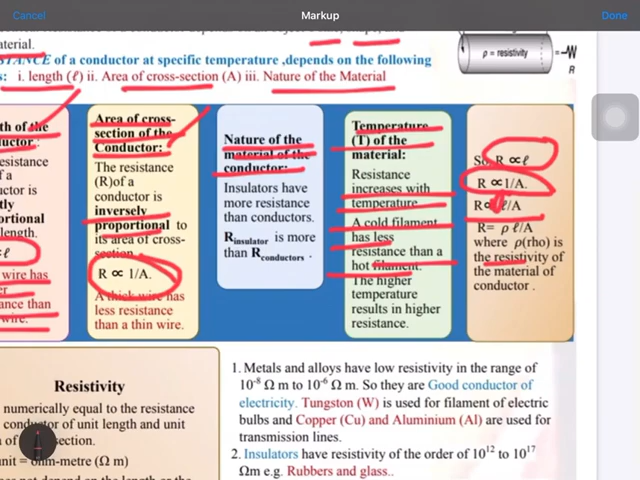 Cancel
Markup
Done
aterial.
ρ = resistivity
R
STANCE of a conductor at specific temperature ,depends on the following
s: i. length (ℓ) ii. Area of cross-section (A) iii. Nature of the Material
th of the
ductor:
esistance
of a
uctor is
tly
ortional
length.
∝ ℓ
wire has
er
tance than
wire.
Area of cross-
section of the
Conductor:
The resistance
(R)of a
conductor is
inversely
proportional to
its area of cross-
section.
R ∝ 1/A.
A thick wire has
less resistance
than a thin wire.
Nature of the
material of the
conductor:
Insulators have
more resistance
than conductors.
Rinsulator is more
than Rconductors .
Temperature
(T) of the
material:
Resistance
increases with
temperature
A cold filament
has less
resistance than a
hot filament.
The higher
temperature
results in higher
resistance.
So, R ∝ ℓ
R ∝ 1/A.
R∝ ℓ/A
R= ρ ℓ/A
where ρ(rho) is
the resistivity of
the material of
conductor .
Resistivity
numerically equal to the resistance
conductor of unit length and unit
section.
unit = ohm-metre (Ω m)
1. Metals and alloys have low resistivity in the range of
10⁻⁸ Ω m to 10⁻⁶ Ω m. So they are Good conductor of
electricity. Tungston (W) is used for filament of electric
bulbs and Copper (Cu) and Aluminium (Al) are used for
transmission lines.
2. Insulators have resistivity of the order of 10¹² to 10¹⁷
Ωm e.g. Rubbers and glass..